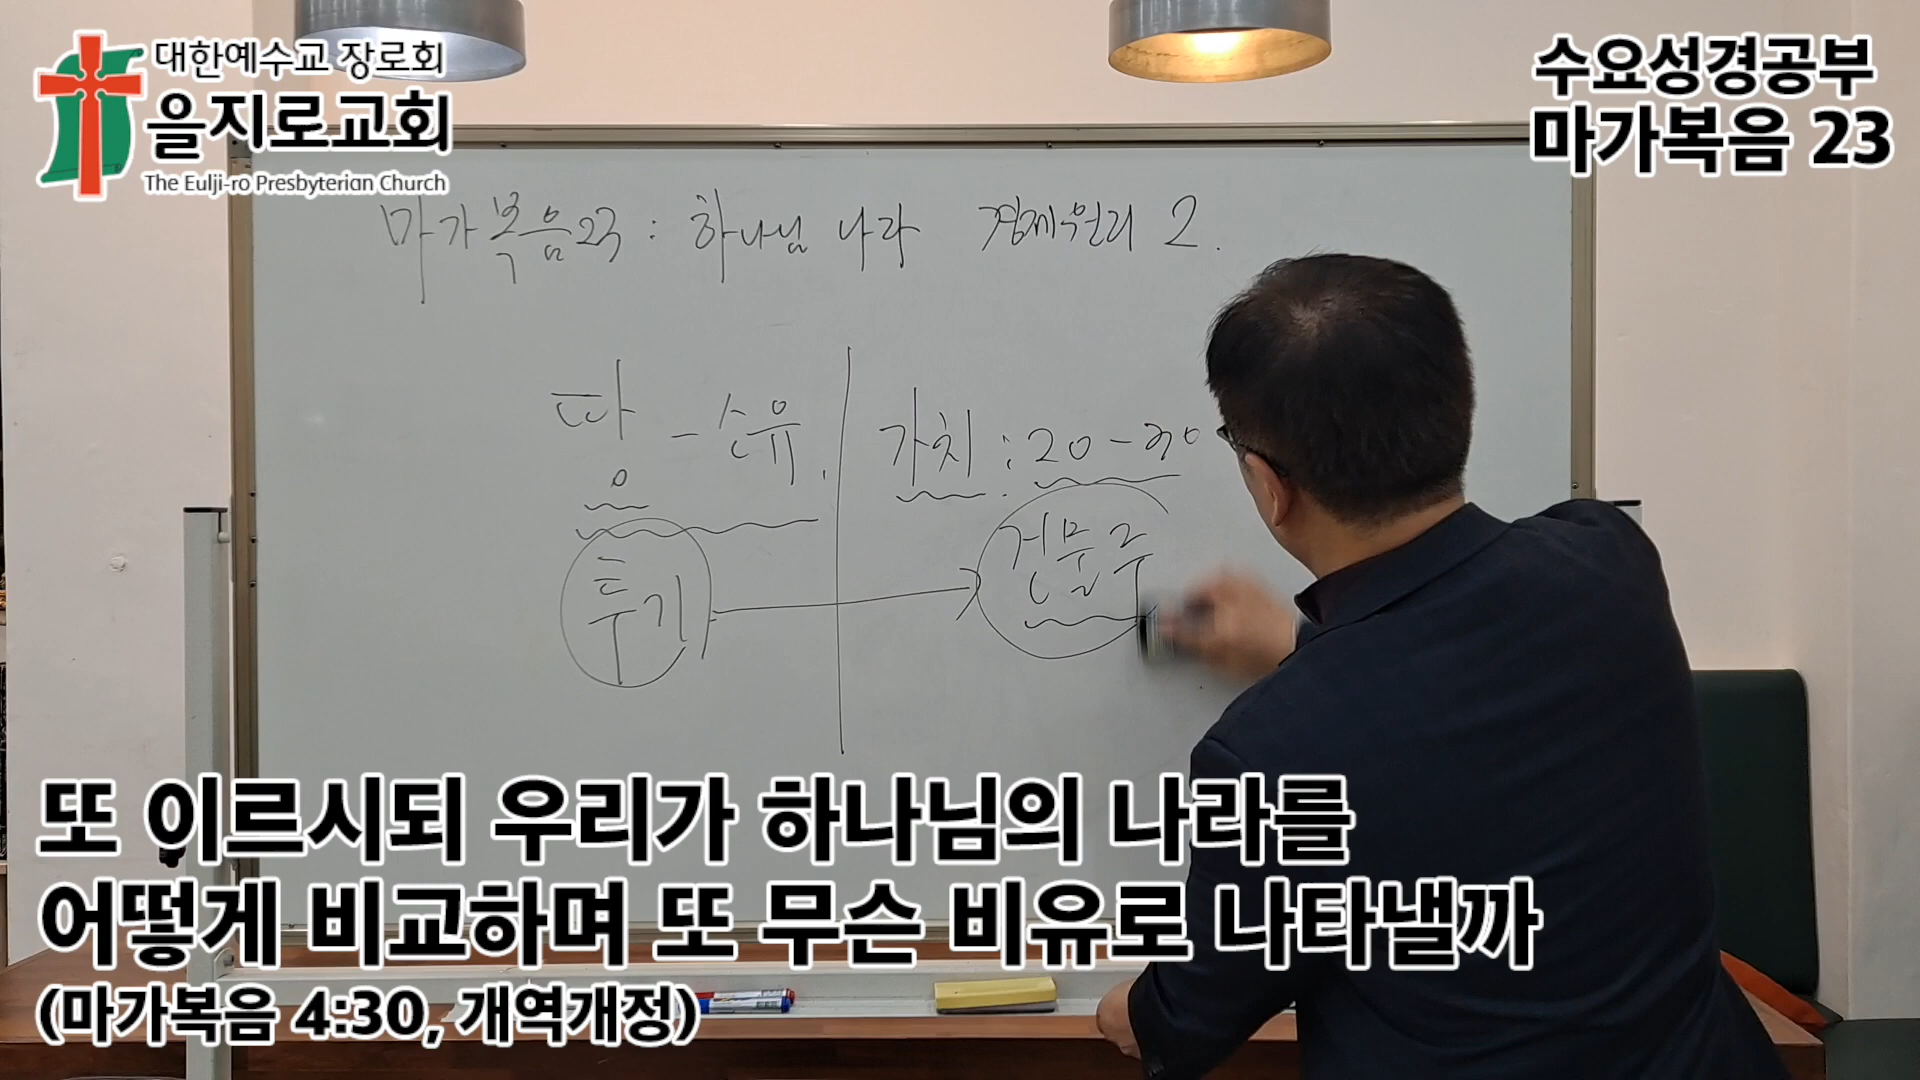 대한예수교 장로회
을지로교회
The Eulji-ro Presbyterian Church
수요성경공부
마가복음 23
마가복음23 : 하나님 나라 경제원리 2.
땅 - 소유.
가치 : 20-30
투기
건물주
또 이르시되 우리가 하나님의 나라를
어떻게 비교하며 또 무슨 비유로 나타낼까
(마가복음 4:30, 개역개정)